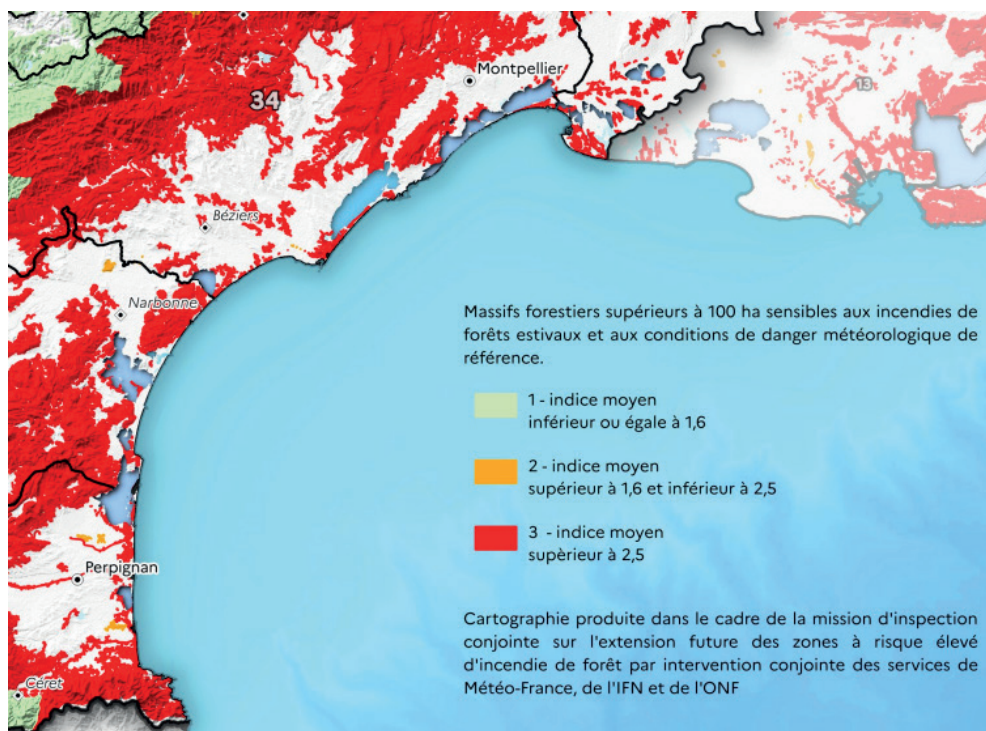 Montpellier
34
13
Béziers
Narbonne
Massifs forestiers supérieurs à 100 ha sensibles aux incendies de
forêts estivaux et aux conditions de danger météorologique de
référence.
1 - indice moyen
inférieur ou égale à 1,6
2 - indice moyen
supérieur à 1,6 et inférieur à 2,5
3 - indice moyen
supèrieur à 2,5
Perpignan
Cartographie produite dans le cadre de la mission d'inspection
conjointe sur l'extension future des zones à risque élevé
d'incendie de forêt par intervention conjointe des services de
Météo-France, de l'IFN et de l'ONF
Céret